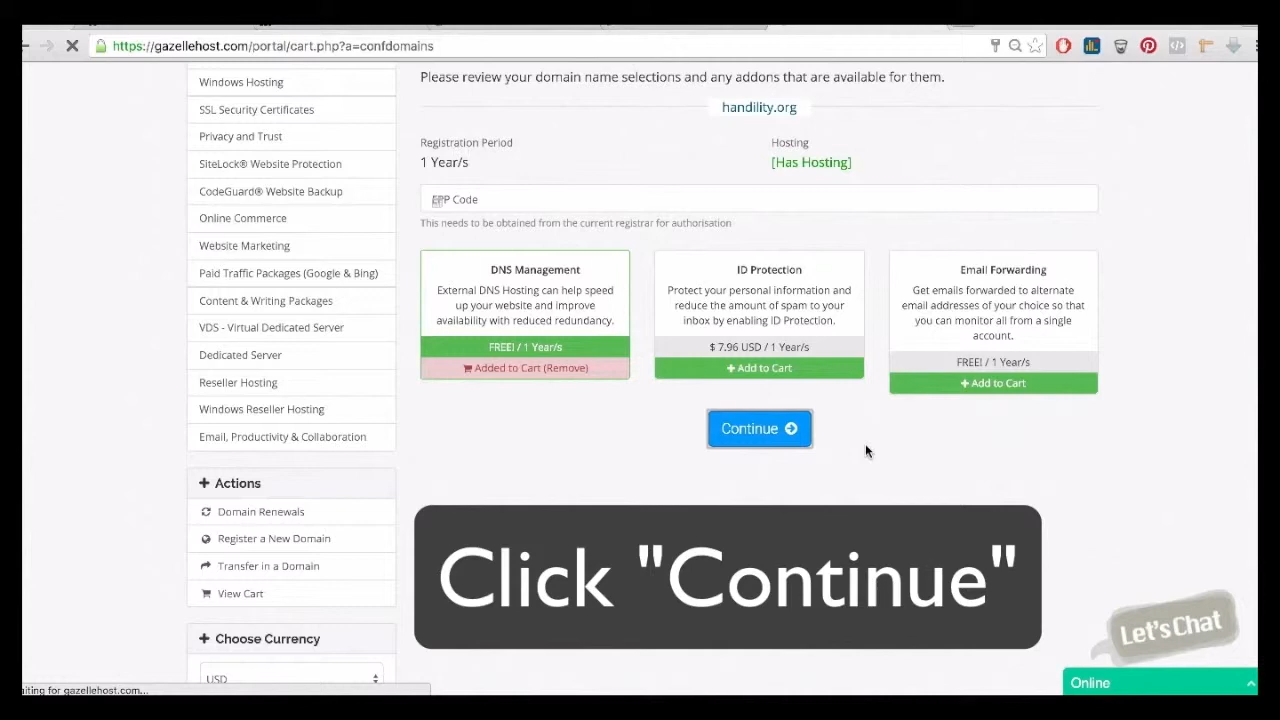 https://gazellehost.com/portal/cart.php?a=confdomains
Windows Hosting
SSL Security Certificates
Privacy and Trust
SiteLock® Website Protection
CodeGuard® Website Backup
Online Commerce
Website Marketing
Paid Traffic Packages (Google & Bing)
Content & Writing Packages
VDS - Virtual Dedicated Server
Dedicated Server
Reseller Hosting
Windows Reseller Hosting
Email, Productivity & Collaboration
Actions
Domain Renewals
Register a New Domain
Transfer in a Domain
View Cart
Choose Currency
USD
Please review your domain name selections and any addons that are available for them.
handility.org
Registration Period
1 Year/s
Hosting
[Has Hosting]
EPP Code
This needs to be obtained from the current registrar for authorisation
DNS Management
External DNS Hosting can help speed
up your website and improve
availability with reduced redundancy.
FREE! / 1 Year/s
Added to Cart (Remove)
ID Protection
Protect your personal information and
reduce the amount of spam to your
inbox by enabling ID Protection.
$ 7.96 USD / 1 Year/s
Add to Cart
Email Forwarding
Get emails forwarded to alternate
email addresses of your choice so that
you can monitor all from a single
account.
FREE! / 1 Year/s
Add to Cart
Continue
Click "Continue"
Let's Chat
Online
aiting for gazellehost.com...